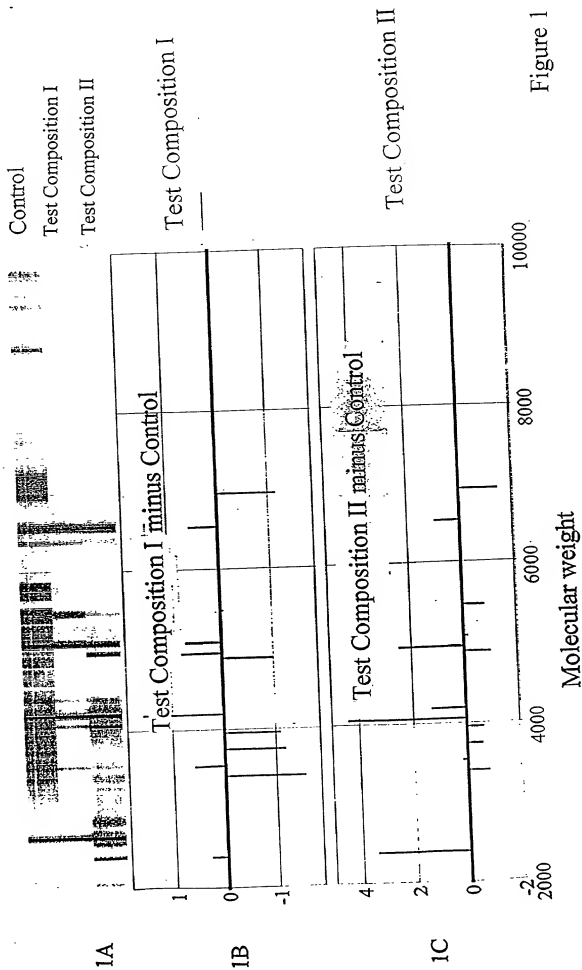 Control
Test Composition I
Test Composition II
1A
Test Composition I minus Control
Test Composition I
1
0
-1
1B
Test Composition II minus Control
Test Composition II
4
2
0
-2
1C
2000
4000
6000
8000
10000
Molecular weight
Figure 1